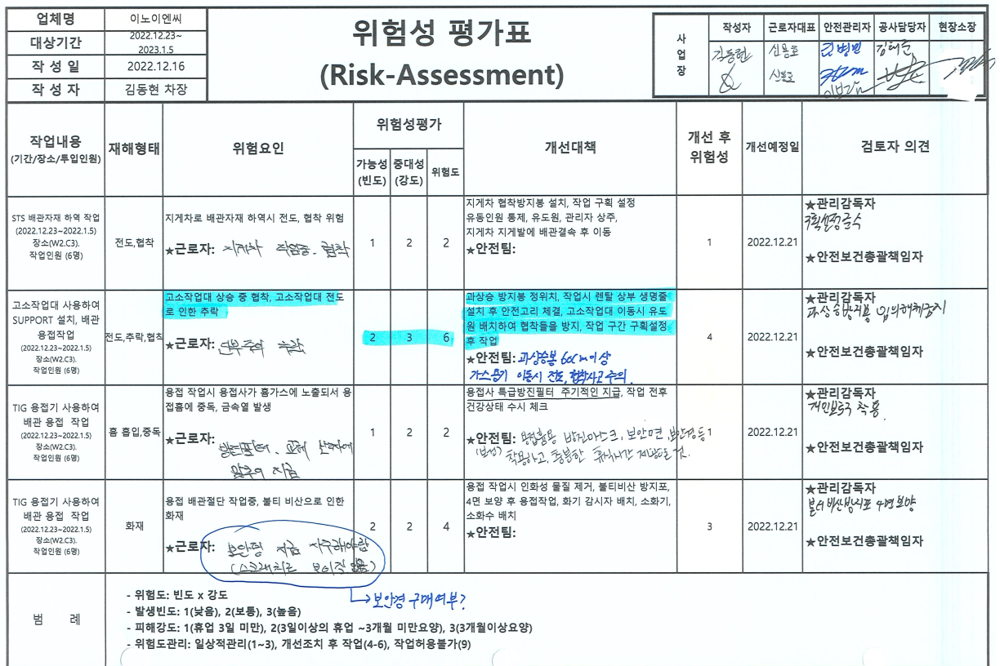 업체명 이노이엔씨
대상기간 2022.12.23~
2023.1.5
작 성 일 2022.12.16
작 성 자 김동현 차장
위험성 평가표
(Risk-Assessment)
사
업
장
작성자 근로자대표 안전관리자 공사담당자 현장소장
김동현 신봉호
작업내용
(기간/장소/투입인원)
재해형태
위험요인
위험성평가
가능성
(빈도)
중대성
(강도)
위험도
개선대책
개선 후
위험성
개선예정일
검토자 의견
STS 배관자재 하역 작업
(2022.12.23~2022.1.5)
장소(W2.C3).
작업인원 (6명)
전도,협착
지게차로 배관자재 하역시 전도, 협착 위험
★근로자: 지게차 작업중. 협착
1 2 2
지게차 협착방지봉 설치, 작업 구획 설정
유동인원 통제, 유도원, 관리자 상주,
지게차 지게발에 배관결속 후 이동
★안전팀:
1
2022.12.21
★관리감독자
구획설정준수
★안전보건총괄책임자
고소작업대 사용하여
SUPPORT 설치, 배관
용접작업
(2022.12.23~2022.1.5)
장소(W2.C3).
작업인원 (6명)
전도,추락,협착
고소작업대 상승 중 협착, 고소작업대 전도
로 인한 추락
★근로자:
2 3 6
과상승 방지봉 정위치, 작업시 렌탈 상부 생명줄
설치 후 안전고리 체결, 고소작업대 이동시 유도
원 배치하여 협착들을 방지, 작업 구간 구획설정
후 작업
★안전팀: 과상승봉 60cm이상
가스용기 이동시 전도, 협착사고 주의.
4
2022.12.21
★관리감독자
과상승방지봉 임의해체금지
★안전보건총괄책임자
TIG 용접기 사용하여
배관 용접 작업
(2022.12.23~2022.1.5)
장소(W2.C3).
작업인원 (6명)
흄 흡입,중독
용접 작업시 용접사가 흄가스에 노출되서 용
접흄에 중독, 금속열 발생
★근로자:
지급
1 2 2
용접사 특급방진필터 주기적인 지급, 작업 전후
건강상태 수시 체크
★안전팀: 용접흄용 방진마스크, 보안면, 보안경등
(보성) 착용하고, 충분한 휴식시간 제공할 것.
1
2022.12.21
★관리감독자
개인보호구 착용.
★안전보건총괄책임자
TIG 용접기 사용하여
배관 용접 작업
(2022.12.23~2022.1.5)
장소(W2.C3).
작업인원 (6명)
화재
용접 배관절단 작업중, 불티 비산으로 인한
화재
★근로자: 보안경 지급 자주해야함
(스크래치로 보이직 않음)
→보안경 구매여부?
2 2 4
용접 작업시 인화성 물질 제거, 불티비산 방지포,
4면 보양 후 용접작업, 화기 감시자 배치, 소화기,
소화수 배치
★안전팀:
3
2022.12.21
★관리감독자
불티비산방지포 4면보양
★안전보건총괄책임자
범 례
- 위험도: 빈도 x 강도
- 발생빈도: 1(낮음), 2(보통), 3(높음)
- 피해강도: 1(휴업 3일 미만), 2(3일이상의 휴업 ~3개월 미만요양), 3(3개월이상요양)
- 위험도관리: 일상적관리(1~3), 개선조치 후 작업(4-6), 작업허용불가(9)